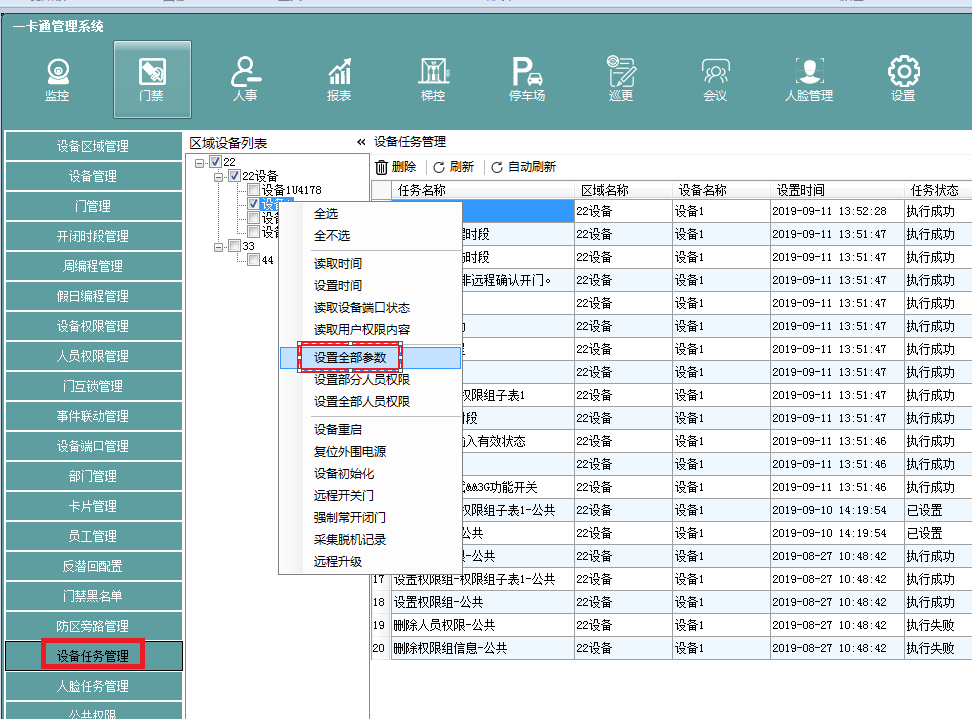 一卡通管理系统
监控 门禁 人事 报表 梯控 停车场 巡更 会议 人脸管理 设置
设备区域管理
设备管理
门管理
开闭时段管理
周编程管理
假日编程管理
设备权限管理
人员权限管理
门互锁管理
事件联动管理
设备端口管理
部门管理
卡片管理
员工管理
反潜回配置
门禁黑名单
防区旁路管理
设备任务管理
人脸任务管理
公共权限
区域设备列表 «
22
22设备
设备1U4178
设备1
设备
设备
33
44
全选
全不选
读取时间
设置时间
读取设备端口状态
读取用户权限内容
设置全部参数
设置部分人员权限
设置全部人员权限
设备重启
复位外围电源
设备初始化
远程开关门
强制常开闭门
采集脱机记录
远程升级
设备任务管理
删除 刷新 自动刷新
任务名称 区域名称 设备名称 设置时间 任务状态
22设备 设备1 2019-09-11 13:52:28 执行成功
时段 22设备 设备1 2019-09-11 13:51:47 执行成功
时段 22设备 设备1 2019-09-11 13:51:47 执行成功
非远程确认开门。 22设备 设备1 2019-09-11 13:51:47 执行成功
22设备 设备1 2019-09-11 13:51:47 执行成功
22设备 设备1 2019-09-11 13:51:47 执行成功
22设备 设备1 2019-09-11 13:51:47 执行成功
22设备 设备1 2019-09-11 13:51:47 执行成功
权限组子表1 22设备 设备1 2019-09-11 13:51:47 执行成功
时段 22设备 设备1 2019-09-11 13:51:47 执行成功
入有效状态 22设备 设备1 2019-09-11 13:51:46 执行成功
22设备 设备1 2019-09-11 13:51:46 执行成功
&&3G功能开关 22设备 设备1 2019-09-11 13:51:46 执行成功
权限组子表1-公共 22设备 设备1 2019-09-10 14:19:54 已设置
公共 22设备 设备1 2019-09-10 14:19:54 已设置
-公共 22设备 设备1 2019-08-27 10:48:42 执行成功
17 设置权限组-权限组子表1-公共 22设备 设备1 2019-08-27 10:48:42 执行成功
18 设置权限组-公共 22设备 设备1 2019-08-27 10:48:42 执行成功
19 删除人员权限-公共 22设备 设备1 2019-08-27 10:48:42 执行失败
20 删除权限组信息-公共 22设备 设备1 2019-08-27 10:48:42 执行失败